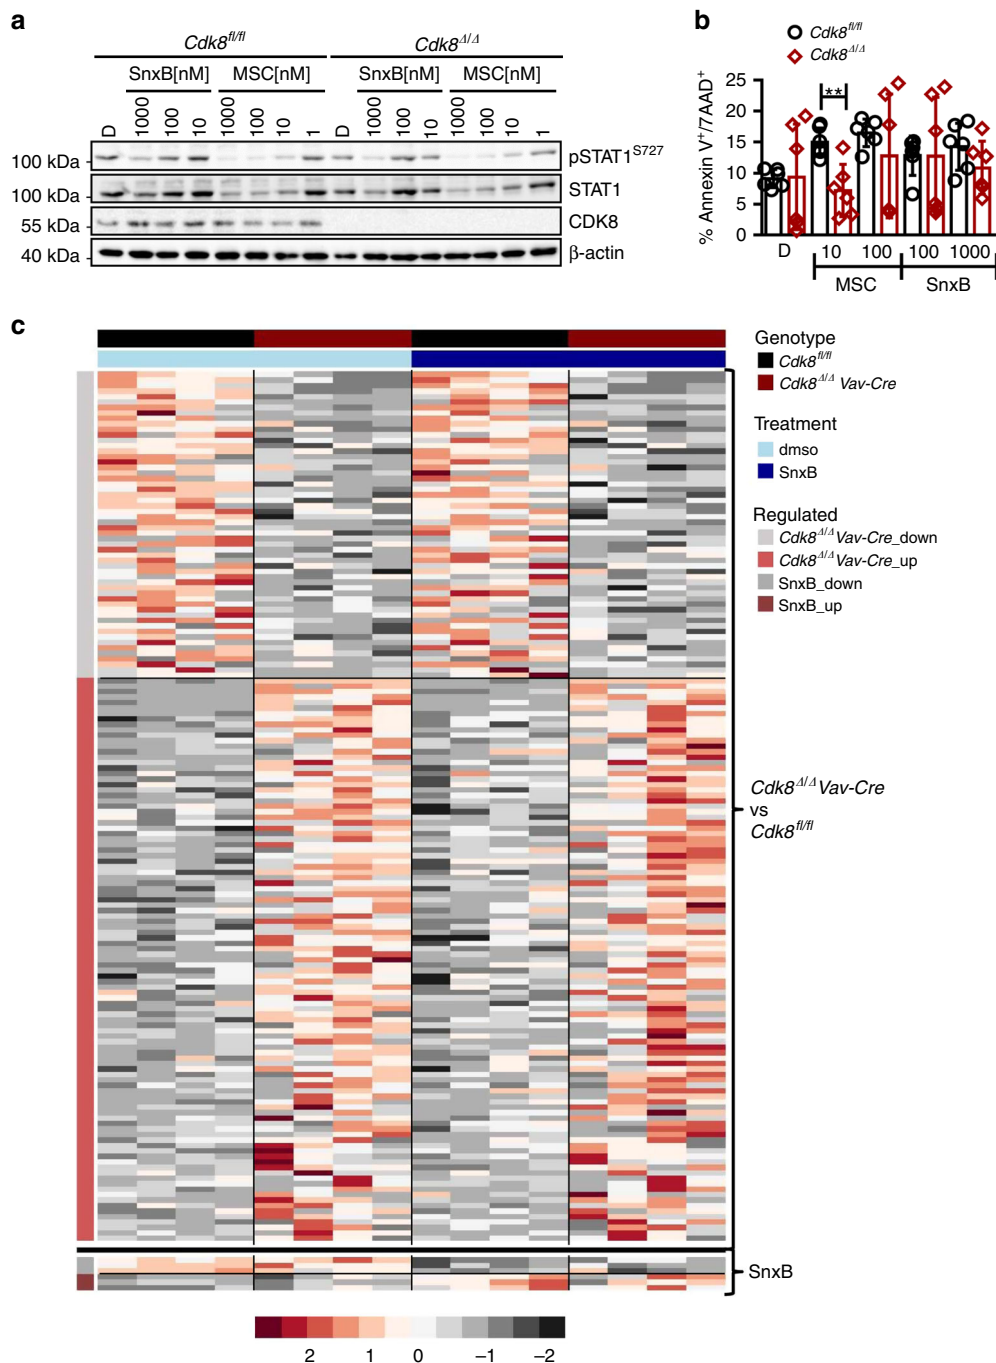 a
Cdk8fl/fl
Cdk8Δ/Δ
SnxB[nM] MSC[nM] SnxB[nM] MSC[nM]
D 1000 100 10 1000 100 10 1 D 1000 100 10 1000 100 10 1
100 kDa pSTAT1S727
100 kDa STAT1
55 kDa CDK8
40 kDa β-actin
b
Cdk8fl/fl
Cdk8Δ/Δ
% Annexin V+/7AAD+
25
20
15
10
5
0
**
D 10 100 100 1000
MSC SnxB
c
Genotype
Cdk8fl/fl
Cdk8Δ/Δ Vav-Cre
Treatment
dmso
SnxB
Regulated
Cdk8Δ/Δ Vav-Cre_down
Cdk8Δ/Δ Vav-Cre_up
SnxB_down
SnxB_up
Cdk8Δ/Δ Vav-Cre
vs
Cdk8fl/fl
SnxB
2 1 0 −1 −2